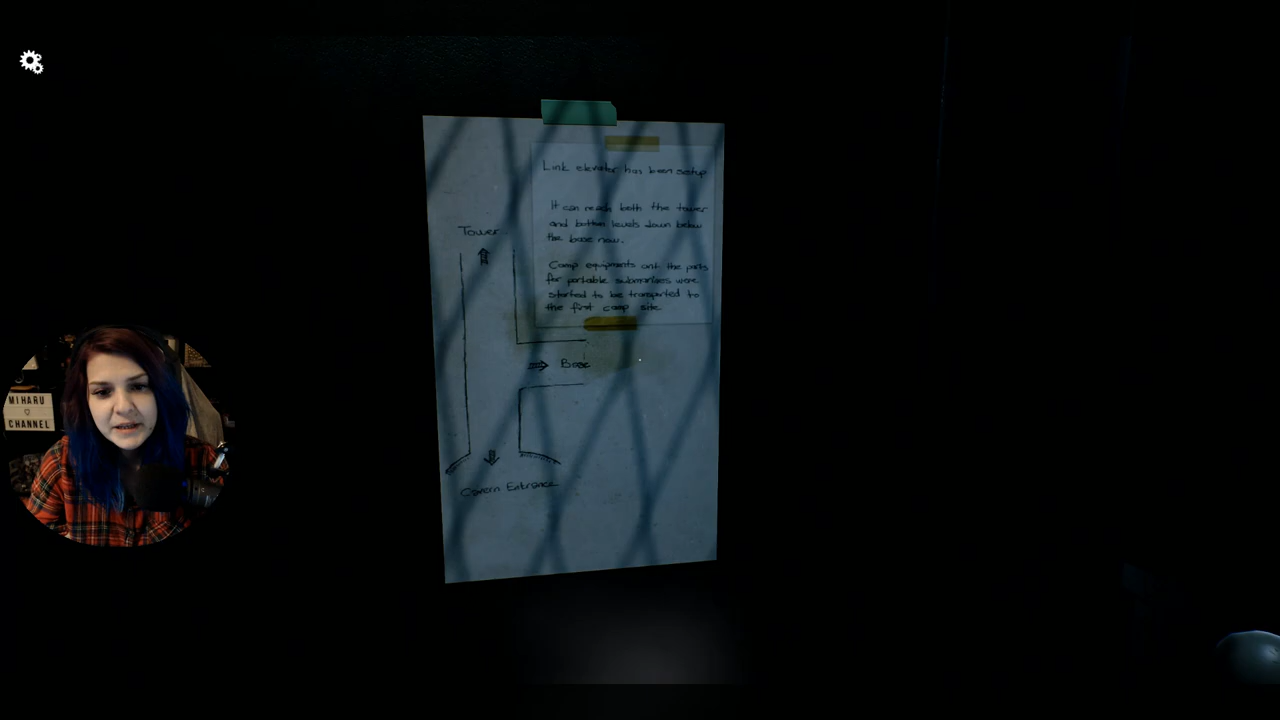 Link elevator has been setup
It can reach both the tower
and bottom levels down below
the base now.
Camp equipments ant the parts
for portable submarines were
started to be transported to
the first camp site
Tower
Base
Cavern Entrance
MIHARU
CHANNEL